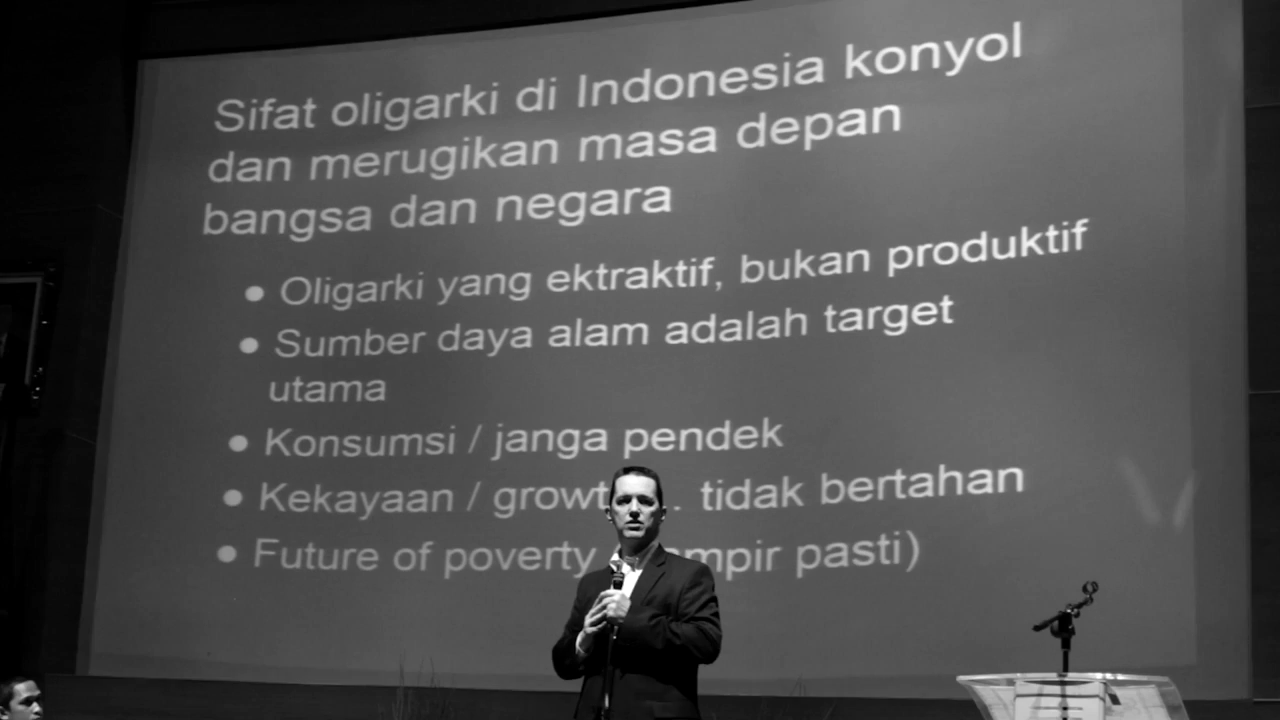 Sifat oligarki di Indonesia konyol
dan merugikan masa depan
bangsa dan negara
• Oligarki yang ektraktif, bukan produktif
• Sumber daya alam adalah target
utama
• Konsumsi / janga pendek
• Kekayaan / growt .. tidak bertahan
• Future of poverty mpir pasti)